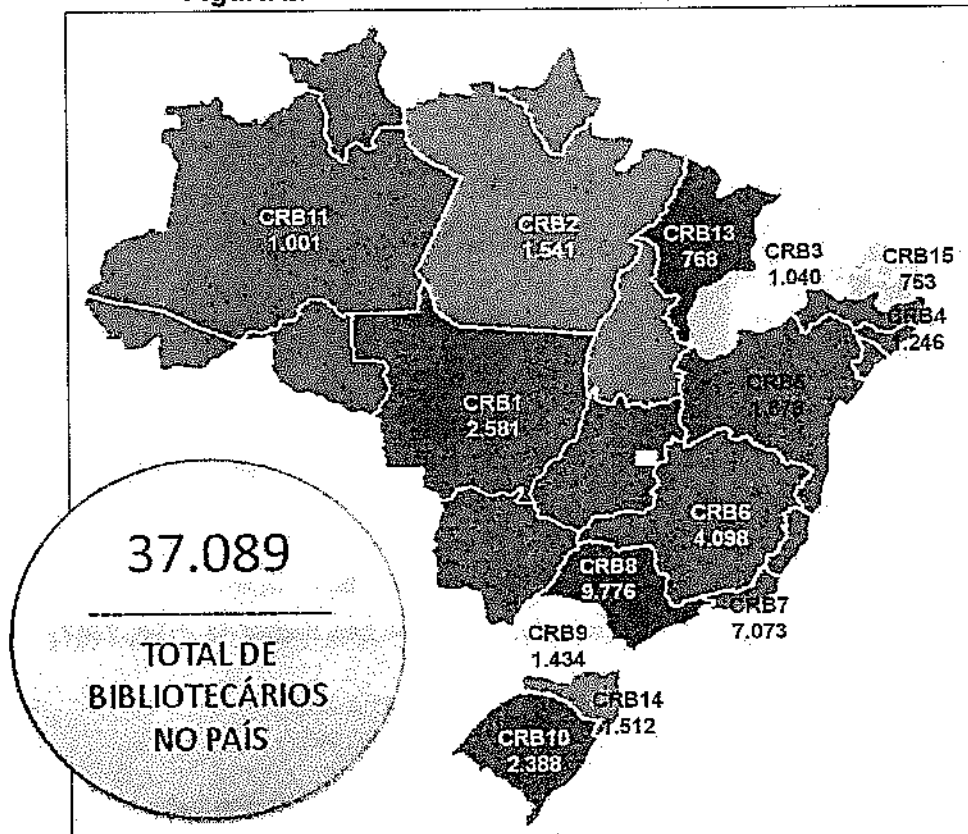 CRB11
1.001
CRB2
1.541
CRB13
768
CRB3
1.040
CRB15
753
CRB4
1.246
CRB1
2.581
CRB5
CRB6
4.098
CRB8
9.776
CRB7
7.073
CRB9
1.434
CRB14
1.512
CRB10
2.388
37.089
TOTAL DE
BIBLIOTECÁRIOS
NO PAÍS